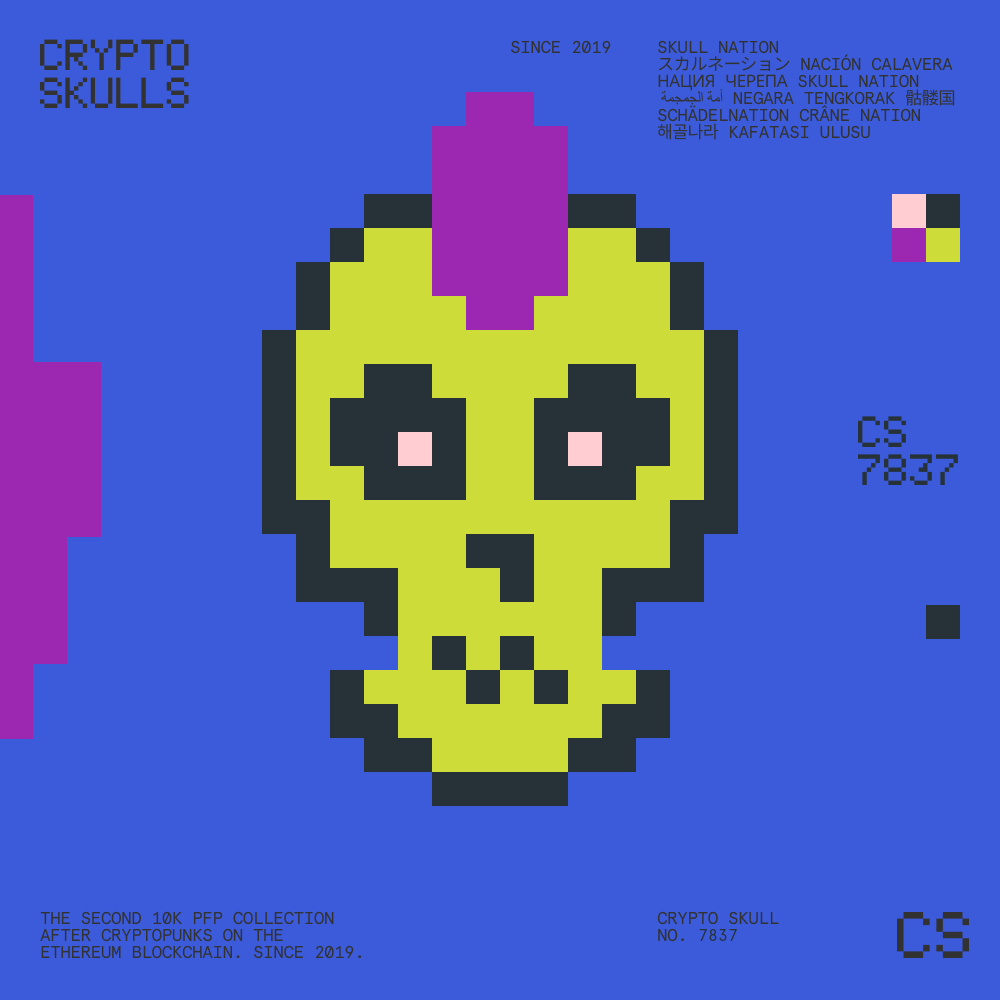 CRYPTO
SKULLS
SINCE 2019
SKULL NATION
スカルネーション NACIÓN CALAVERA
НАЦИЯ ЧЕРЕПА SKULL NATION
أمة الجمجمة NEGARA TENGKORAK 骷髅国
SCHÄDELNATION CRÂNE NATION
해골나라 KAFATASI ULUSU
CS
7837
THE SECOND 10K PFP COLLECTION
AFTER CRYPTOPUNKS ON THE
ETHEREUM BLOCKCHAIN. SINCE 2019.
CRYPTO SKULL
NO. 7837
CS